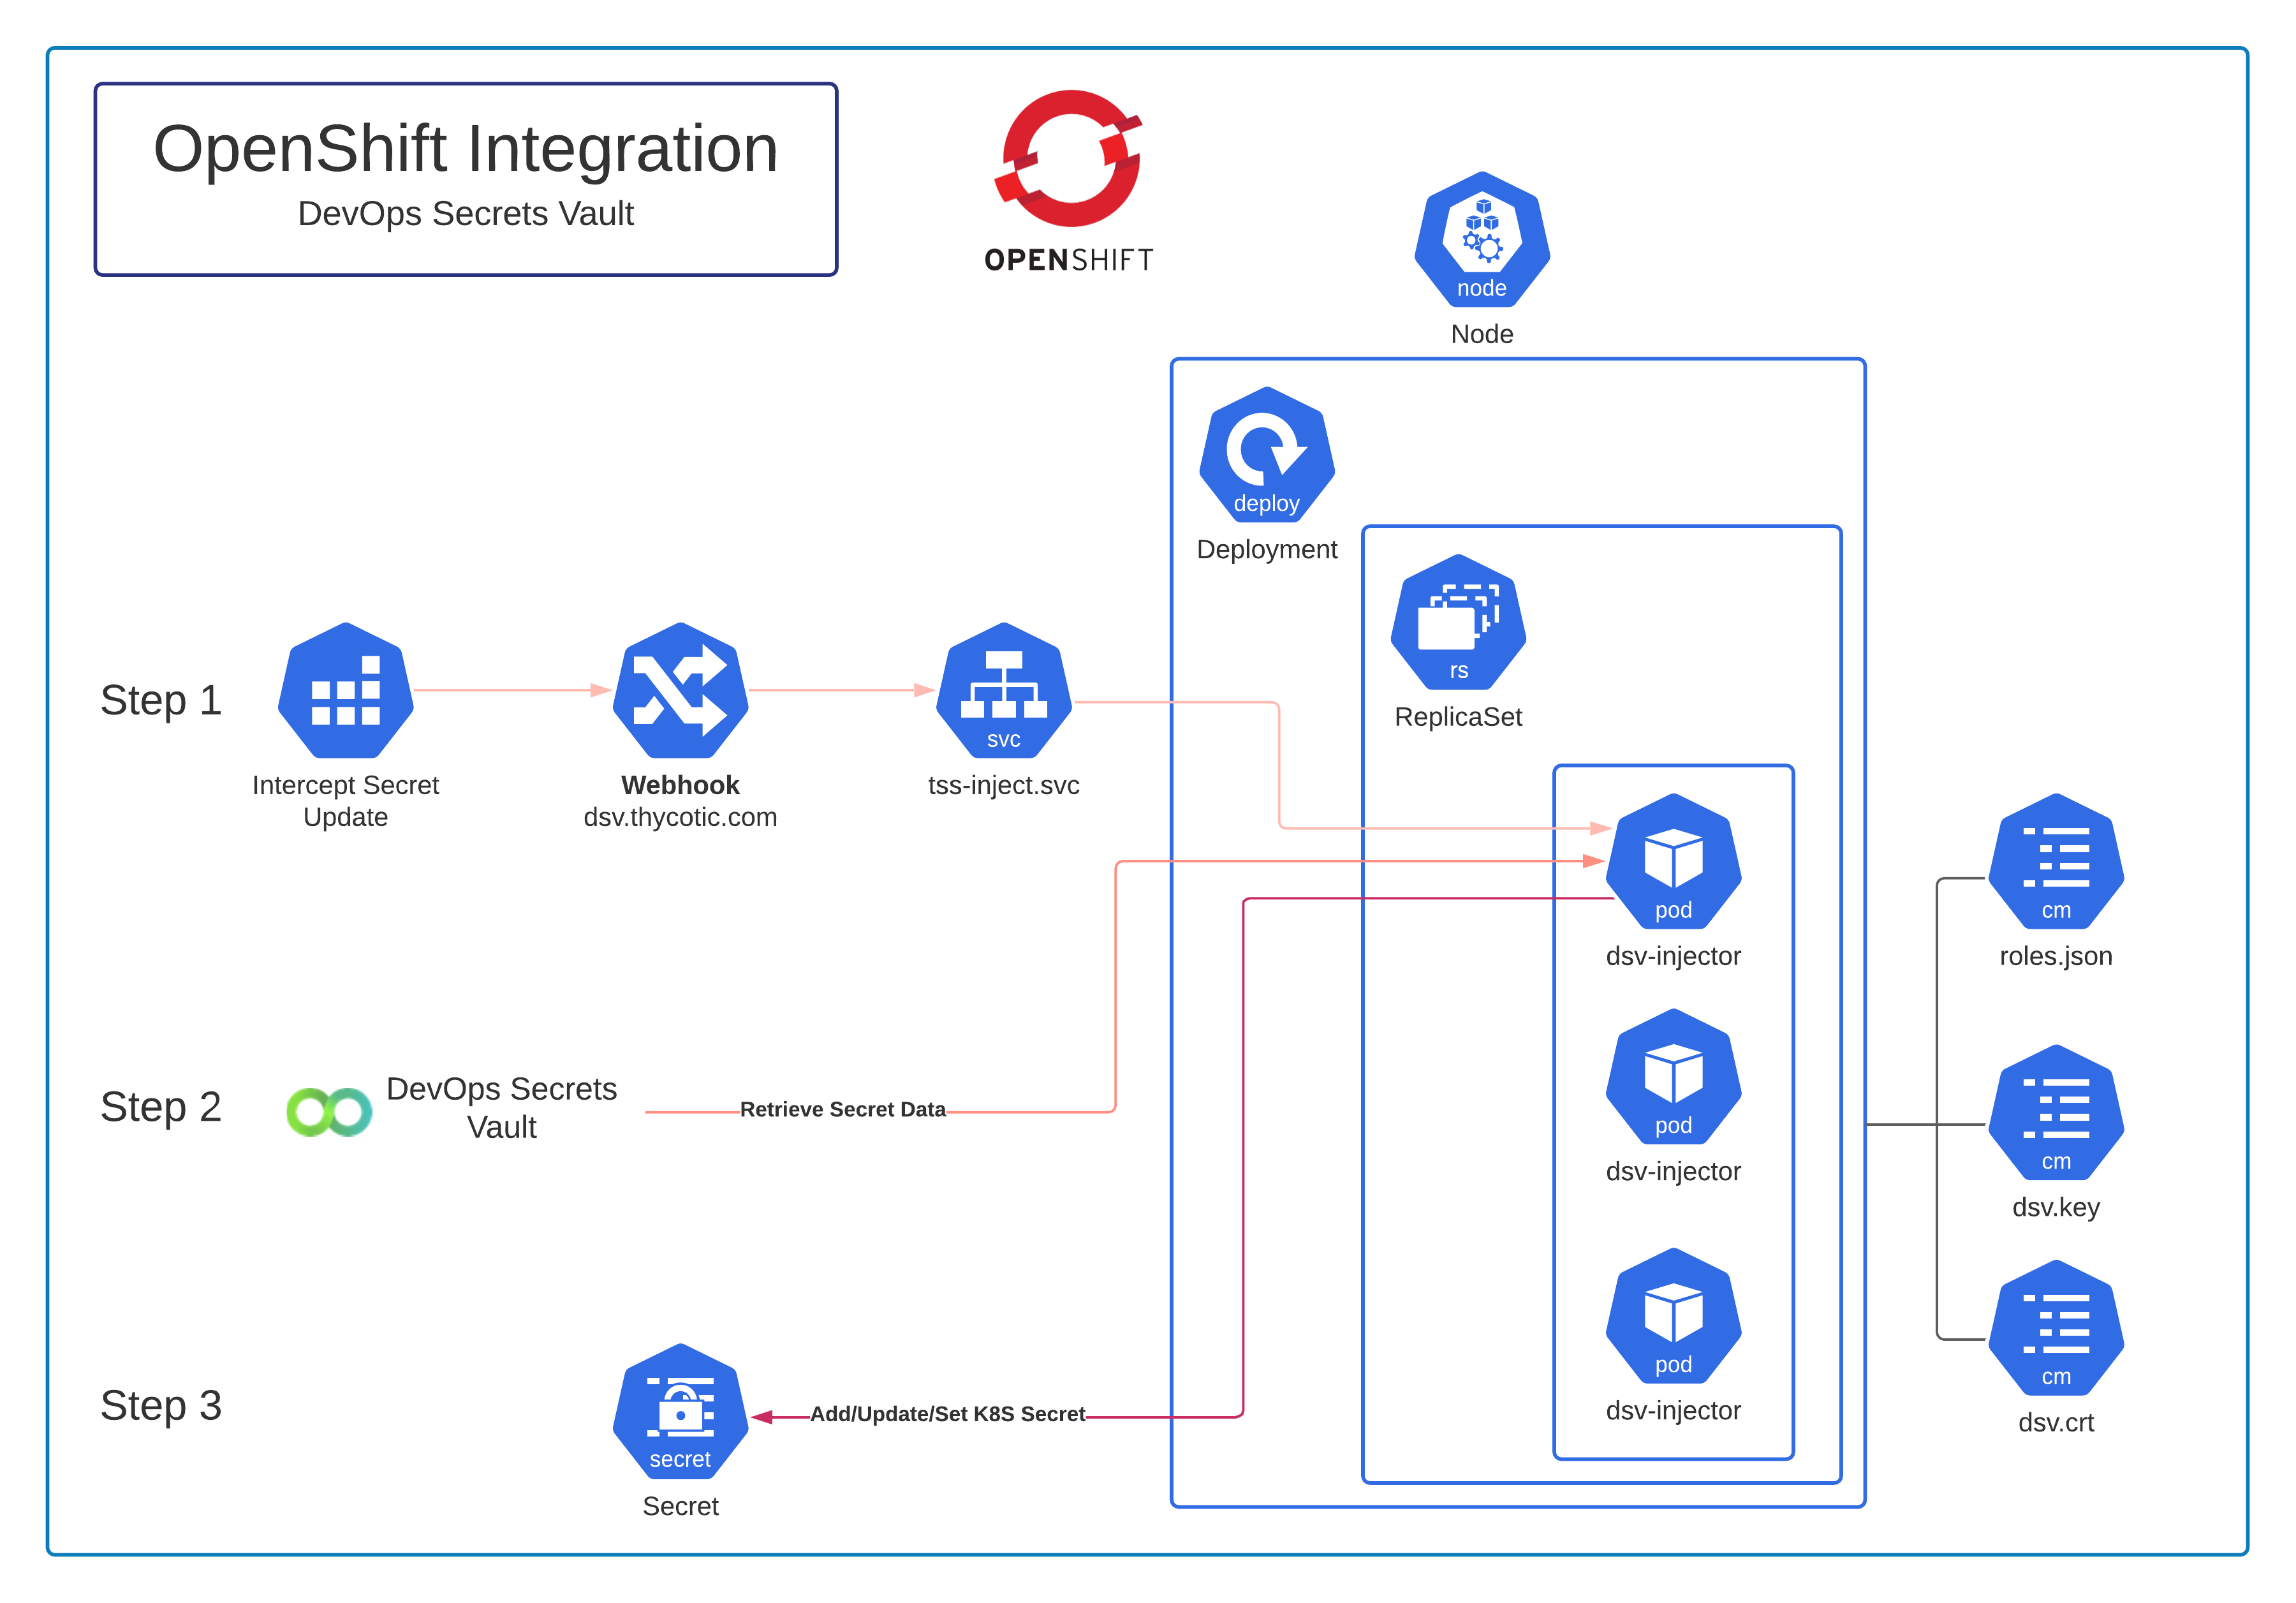 OpenShift Integration
DevOps Secrets Vault
OPENSHIFT
node
Node
deploy
Deployment
rs
ReplicaSet
Step 1
Intercept Secret
Update
Webhook
dsv.thycotic.com
svc
tss-inject.svc
pod
dsv-injector
cm
roles.json
Step 2
DevOps Secrets
Vault
Retrieve Secret Data
pod
dsv-injector
cm
dsv.key
Step 3
secret
Secret
Add/Update/Set K8S Secret
pod
dsv-injector
cm
dsv.crt